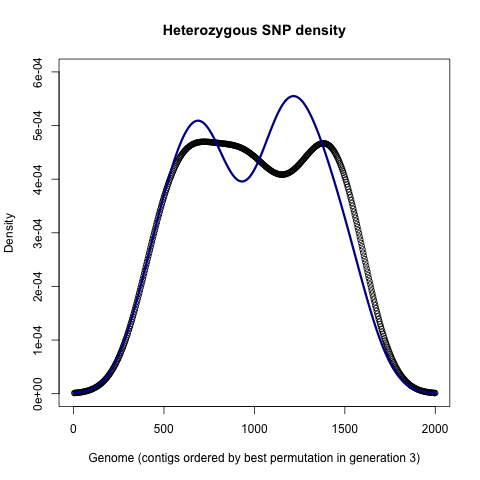 Heterozygous SNP density
6e-04
5e-04
4e-04
3e-04
2e-04
1e-04
0e+00
Density
0 500 1000 1500 2000
Genome (contigs ordered by best permutation in generation 3)